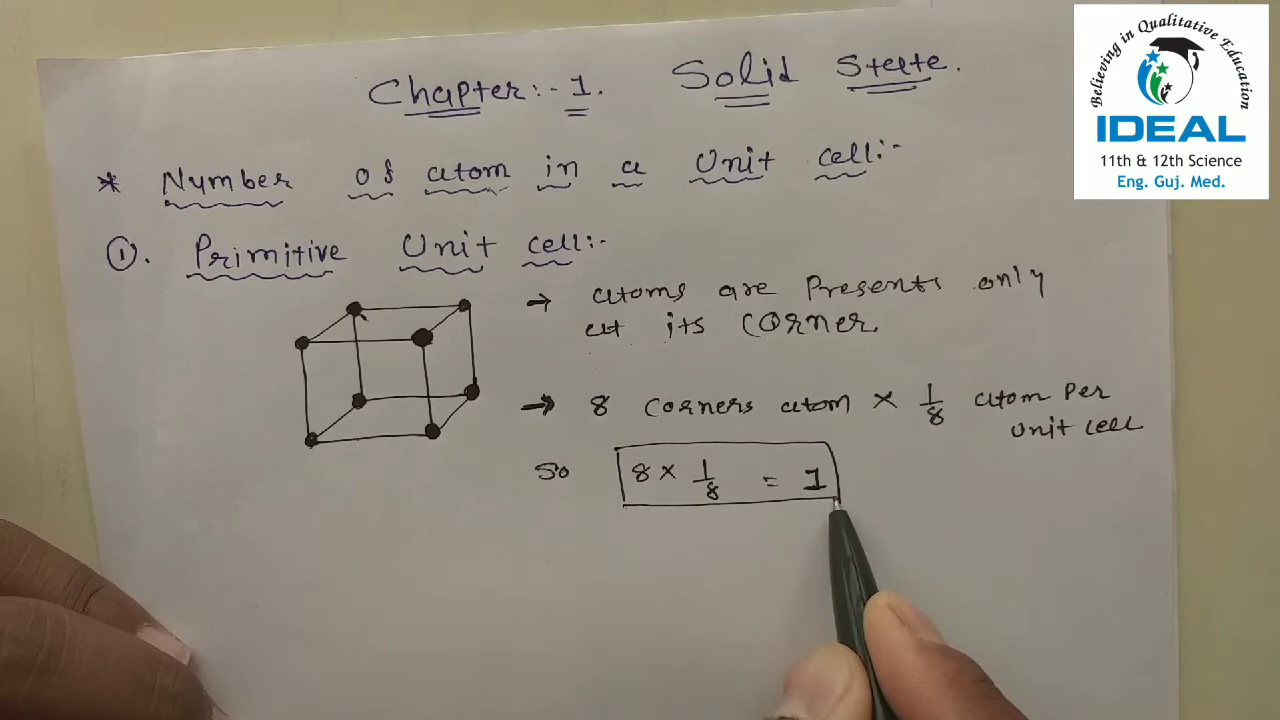 Believing in Qualitative Education
IDEAL
11th & 12th Science
Eng. Guj. Med.
Chapter:- 1. Solid State.
* Number of atom in a Unit cell:-
①. Primitive Unit cell:-
→ atoms are Presents only
at its CORNER.
→ 8 corners atom × 1/8 atom Per
Unit cell
So 8 × 1/8 = 1